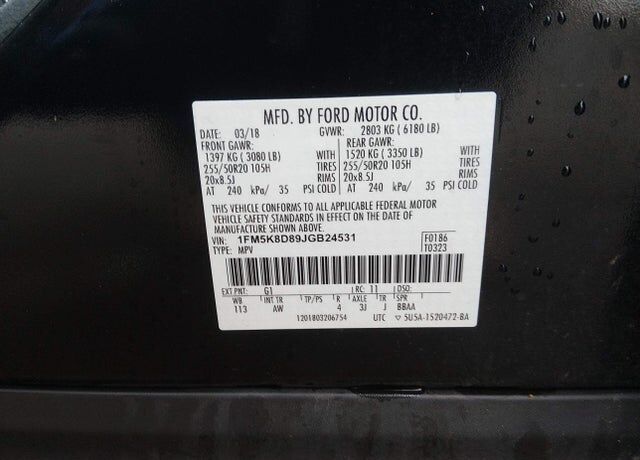 MFD. BY FORD MOTOR CO.
DATE: 03/18 GVWR: 2803 KG ( 6180 LB)
FRONT GAWR: REAR GAWR:
1397 KG ( 3080 LB) WITH 1520 KG ( 3350 LB) WITH
255/50R20 105H TIRES 255/50R20 105H TIRES
20x8.5J RIMS 20x8.5J RIMS
AT 240 kPa/ 35 PSI COLD AT 240 kPa/ 35 PSI COLD
THIS VEHICLE CONFORMS TO ALL APPLICABLE FEDERAL MOTOR
VEHICLE SAFETY STANDARDS IN EFFECT ON THE DATE OF
MANUFACTURE SHOWN ABOVE.
VIN: 1FM5K8D89JGB24531 F0186
TYPE: MPV T0323
EXT PNT: G1 RC: 11 DSO:
WB INT TR TP/PS R AXLE TR SPR
113 AW 4 3J J BBAA
1201803206754 UTC ▽ 5U5A-1520472-BA